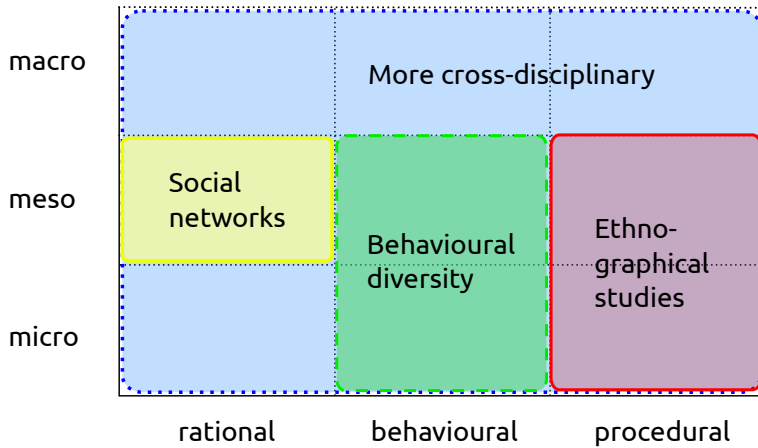 macro
More cross-disciplinary
meso
Social
networks
Behavioural
diversity
Ethno-
graphical
studies
micro
rational
behavioural
procedural